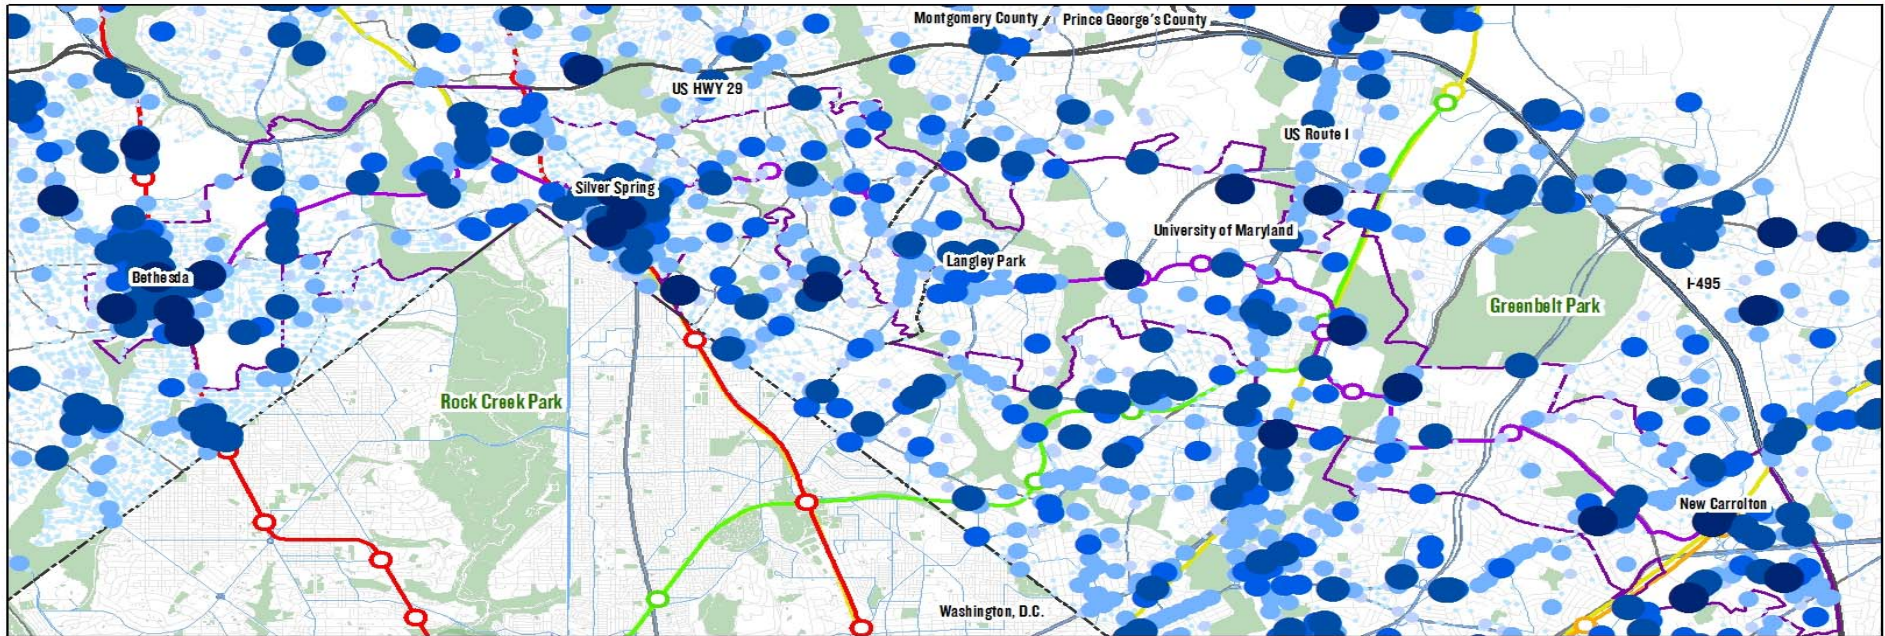 Montgomery County
Prince George's County
US HWY 29
US Route 1
Silver Spring
University of Maryland
Langley Park
Bethesda
I-495
Greenbelt Park
Rock Creek Park
New Carrolton
Washington, D.C.